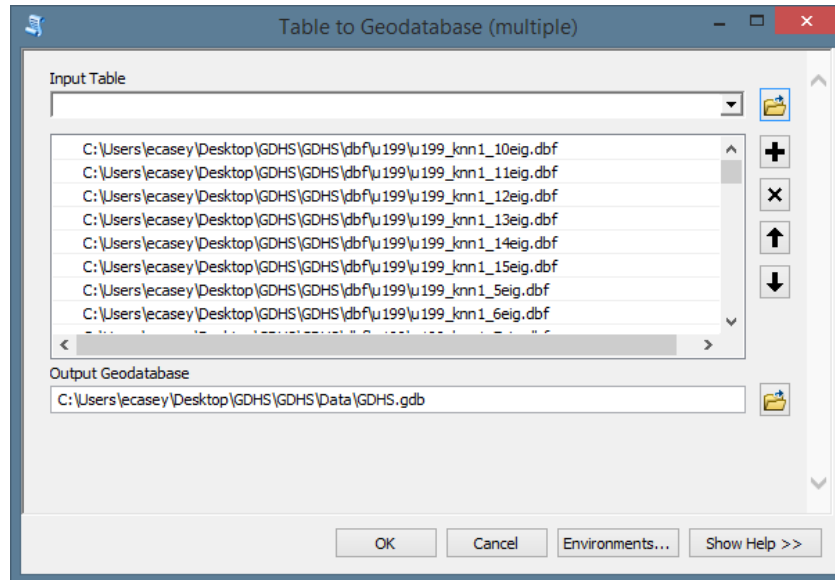 Table to Geodatabase (multiple)
Input Table
C:\Users\ecasey\Desktop\GDHS\GDHS\dbf\u199\u199_knn1_10eig.dbf
C:\Users\ecasey\Desktop\GDHS\GDHS\dbf\u199\u199_knn1_11eig.dbf
C:\Users\ecasey\Desktop\GDHS\GDHS\dbf\u199\u199_knn1_12eig.dbf
C:\Users\ecasey\Desktop\GDHS\GDHS\dbf\u199\u199_knn1_13eig.dbf
C:\Users\ecasey\Desktop\GDHS\GDHS\dbf\u199\u199_knn1_14eig.dbf
C:\Users\ecasey\Desktop\GDHS\GDHS\dbf\u199\u199_knn1_15eig.dbf
C:\Users\ecasey\Desktop\GDHS\GDHS\dbf\u199\u199_knn1_5eig.dbf
C:\Users\ecasey\Desktop\GDHS\GDHS\dbf\u199\u199_knn1_6eig.dbf
Output Geodatabase
C:\Users\ecasey\Desktop\GDHS\GDHS\Data\GDHS.gdb
OK Cancel Environments... Show Help >>